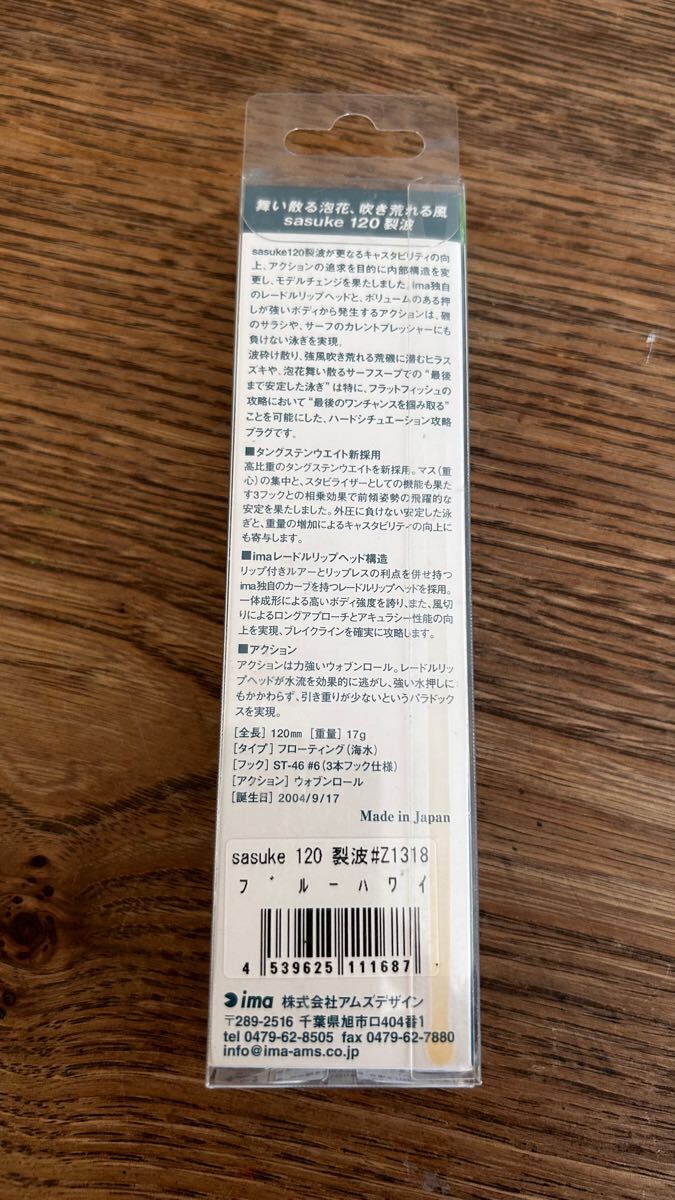 舞い散る泡花、吹き荒れる風
sasuke 120 裂波
sasuke120裂波が更なるキャスタビリティの向
上、アクションの追求を目的に内部構造を変
更し、モデルチェンジを果たしました。ima独自
のレードルリップヘッドと、ボリュームのある押
しが強いボディから発生するアクションは、磯
のサラシや、サーフのカレントプレッシャーにも
負けない泳ぎを実現。
波砕け散り、強風吹き荒れる荒磯に潜むヒラス
ズキや、泡花舞い散るサーフスープでの“最後
まで安定した泳ぎ”は特に、フラットフィッシュの
攻略において“最後のワンチャンスを掴み取る”
ことを可能にした、ハードシチュエーション攻略
プラグです。
■タングステンウエイト新採用
高比重のタングステンウエイトを新採用。マス(重
心)の集中と、スタビライザーとしての機能も果た
す3フックとの相乗効果で前傾姿勢の飛躍的な
安定を果たしました。外圧に負けない安定した泳
ぎと、重量の増加によるキャスタビリティの向上に
も寄与します。
■imaレードルリップヘッド構造
リップ付きルアーとリップレスの利点を併せ持つ
ima独自のカーブを持つレードルリップヘッドを採用。
一体成形による高いボディ強度を誇り、また、風切
りによるロングアプローチとアキュラシー性能の向
上を実現、ブレイクラインを確実に攻略します。
■アクション
アクションは力強いウォブンロール。レードルリッ
プヘッドが水流を効果的に逃がし、強い水押しに
もかかわらず、引き重りが少ないというパラドック
スを実現。
[全長] 120mm [重量] 17g
[タイプ] フローティング(海水)
[フック] ST-46 #6(3本フック仕様)
[アクション] ウォブンロール
[誕生日] 2004/9/17
Made in Japan
sasuke 120 裂波#Z1318
ブルーハワイ
4 539625 111687
ima 株式会社アムズデザイン
〒289-2516 千葉県旭市ロ404番1
tel 0479-62-8505 fax 0479-62-7880
info@ima-ams.co.jp